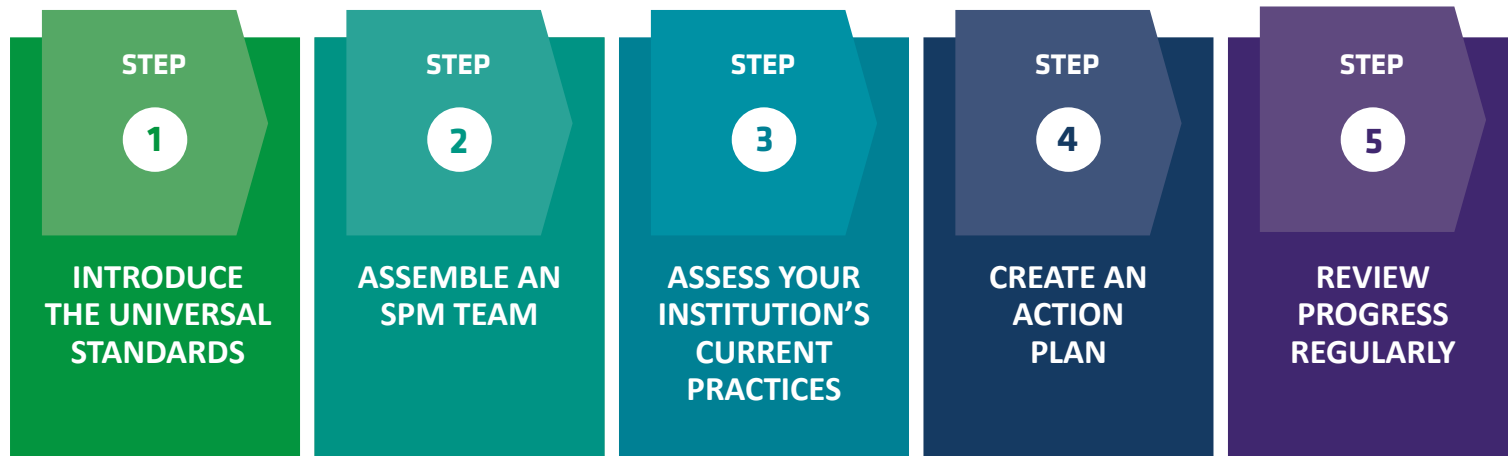 STEP
1
INTRODUCE
THE UNIVERSAL
STANDARDS
STEP
2
ASSEMBLE AN
SPM TEAM
STEP
3
ASSESS YOUR
INSTITUTION’S
CURRENT
PRACTICES
STEP
4
CREATE AN
ACTION
PLAN
STEP
5
REVIEW
PROGRESS
REGULARLY